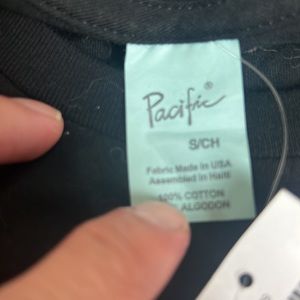 Pacific
S/CH
Fabric Made in USA
Assembled in Haiti
100% COTTON
ALGODON